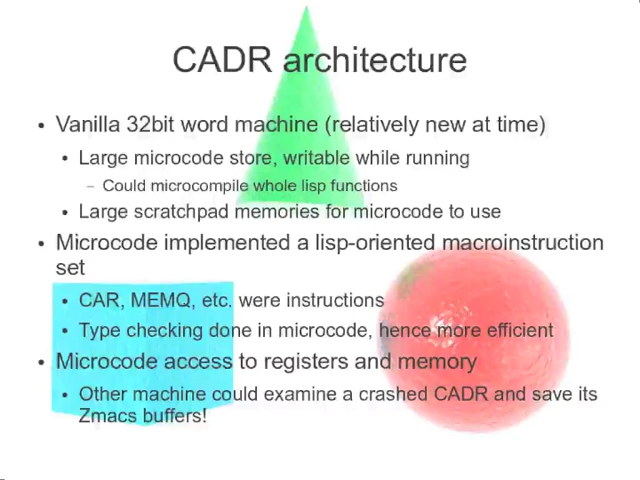 CADR architecture
• Vanilla 32bit word machine (relatively new at time)
• Large microcode store, writable while running
– Could microcompile whole lisp functions
• Large scratchpad memories for microcode to use
• Microcode implemented a lisp-oriented macroinstruction
set
• CAR, MEMQ, etc. were instructions
• Type checking done in microcode, hence more efficient
• Microcode access to registers and memory
• Other machine could examine a crashed CADR and save its
Zmacs buffers!